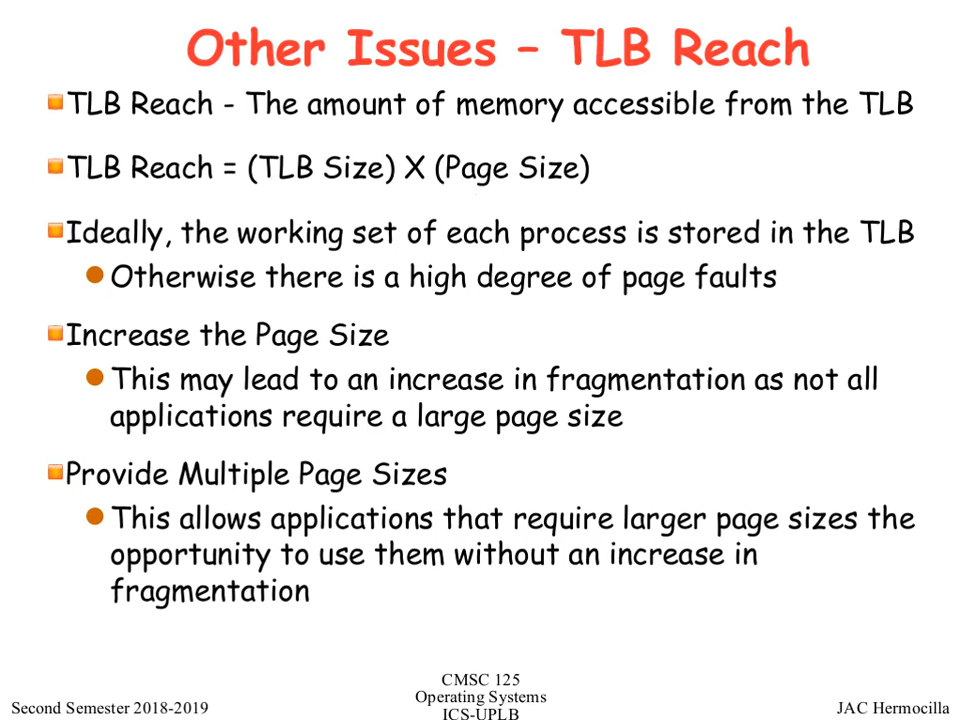 Other Issues – TLB Reach
TLB Reach - The amount of memory accessible from the TLB
TLB Reach = (TLB Size) X (Page Size)
Ideally, the working set of each process is stored in the TLB
Otherwise there is a high degree of page faults
Increase the Page Size
This may lead to an increase in fragmentation as not all
applications require a large page size
Provide Multiple Page Sizes
This allows applications that require larger page sizes the
opportunity to use them without an increase in
fragmentation
Second Semester 2018-2019
CMSC 125
Operating Systems
ICS-UPLB
JAC Hermocilla